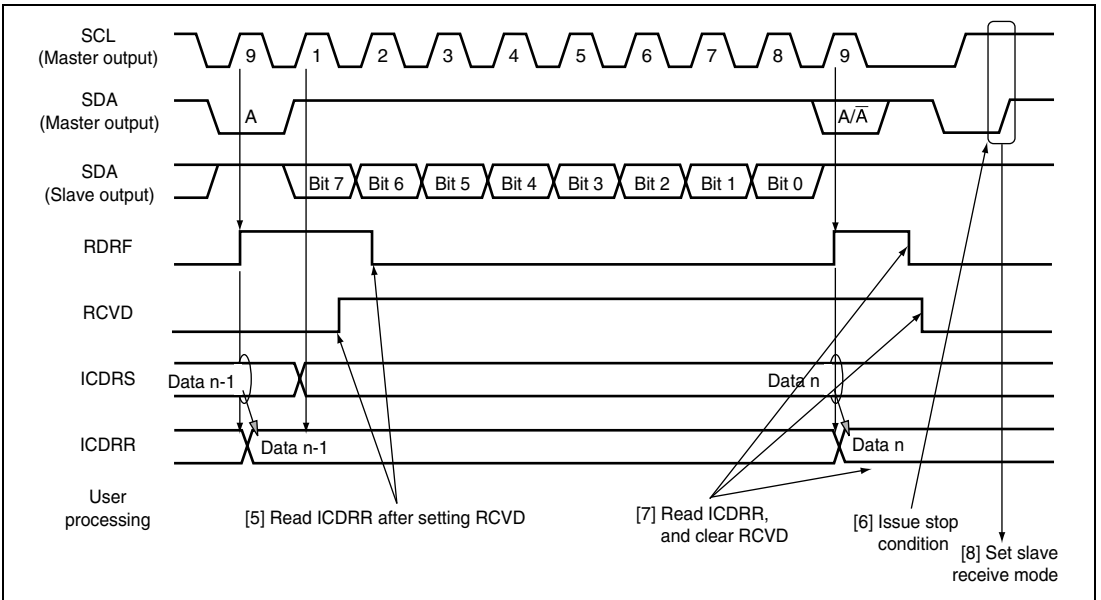 SCL
(Master output)
9 1 2 3 4 5 6 7 8 9
SDA
(Master output)
A A/A̅
SDA
(Slave output)
Bit 7 Bit 6 Bit 5 Bit 4 Bit 3 Bit 2 Bit 1 Bit 0
RDRF
RCVD
ICDRS
Data n-1 Data n
ICDRR
Data n-1 Data n
User
processing
[5] Read ICDRR after setting RCVD
[7] Read ICDRR,
and clear RCVD
[6] Issue stop
condition
[8] Set slave
receive mode